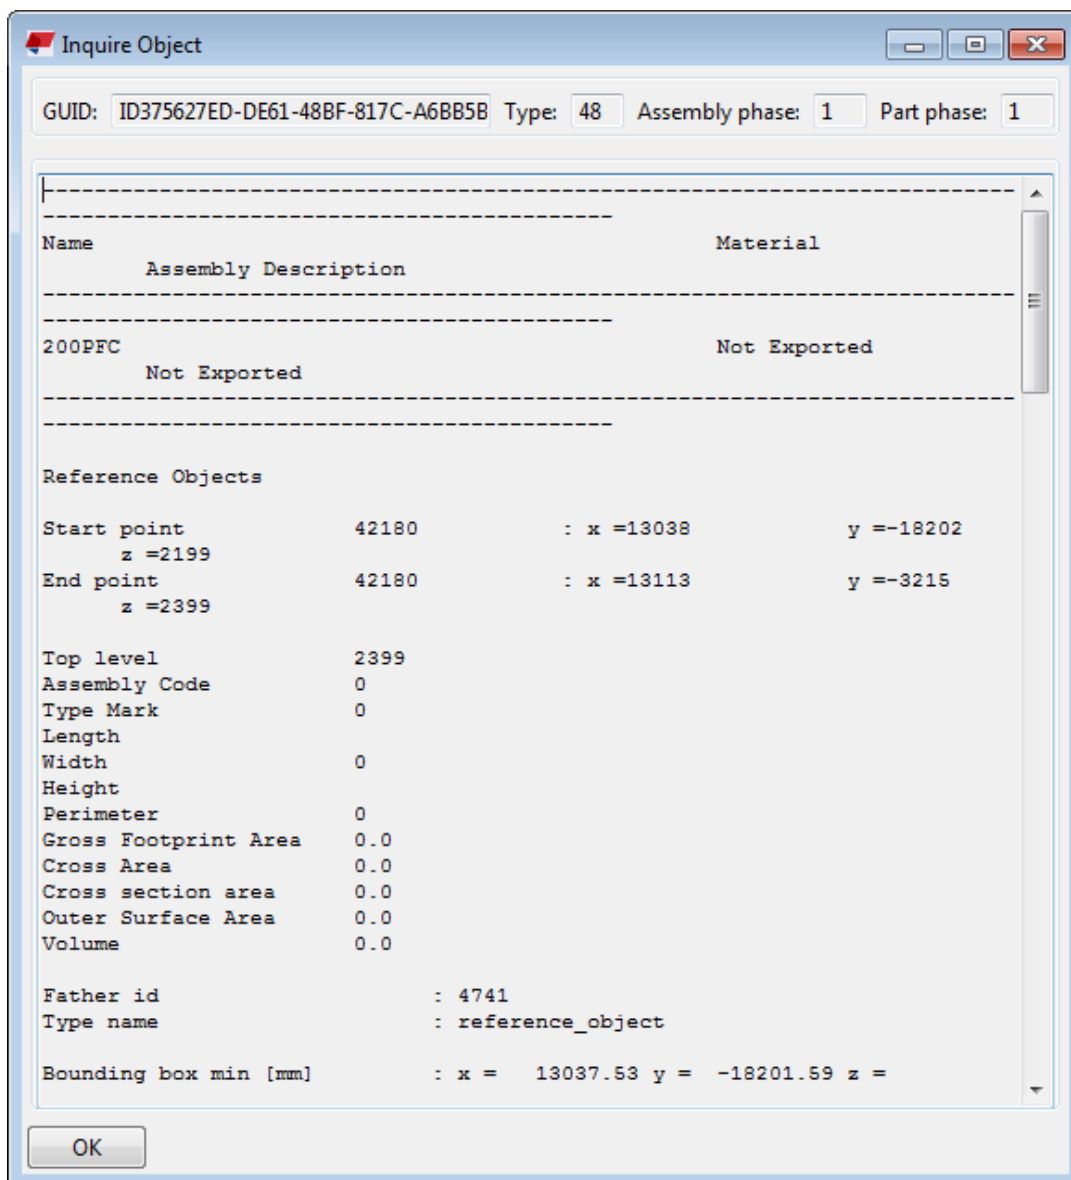 Inquire Object
GUID: ID375627ED-DE61-48BF-817C-A6BB5B Type: 48 Assembly phase: 1 Part phase: 1
---------------------------------------------------------------------------
--------------------------------------------
Name Material
Assembly Description
---------------------------------------------------------------------------
--------------------------------------------
200PFC Not Exported
Not Exported
---------------------------------------------------------------------------
--------------------------------------------
Reference Objects
Start point 42180 : x =13038 y =-18202
z =2199
End point 42180 : x =13113 y =-3215
z =2399
Top level 2399
Assembly Code 0
Type Mark 0
Length
Width 0
Height
Perimeter 0
Gross Footprint Area 0.0
Cross Area 0.0
Cross section area 0.0
Outer Surface Area 0.0
Volume 0.0
Father id : 4741
Type name : reference_object
Bounding box min [mm] : x = 13037.53 y = -18201.59 z =
OK